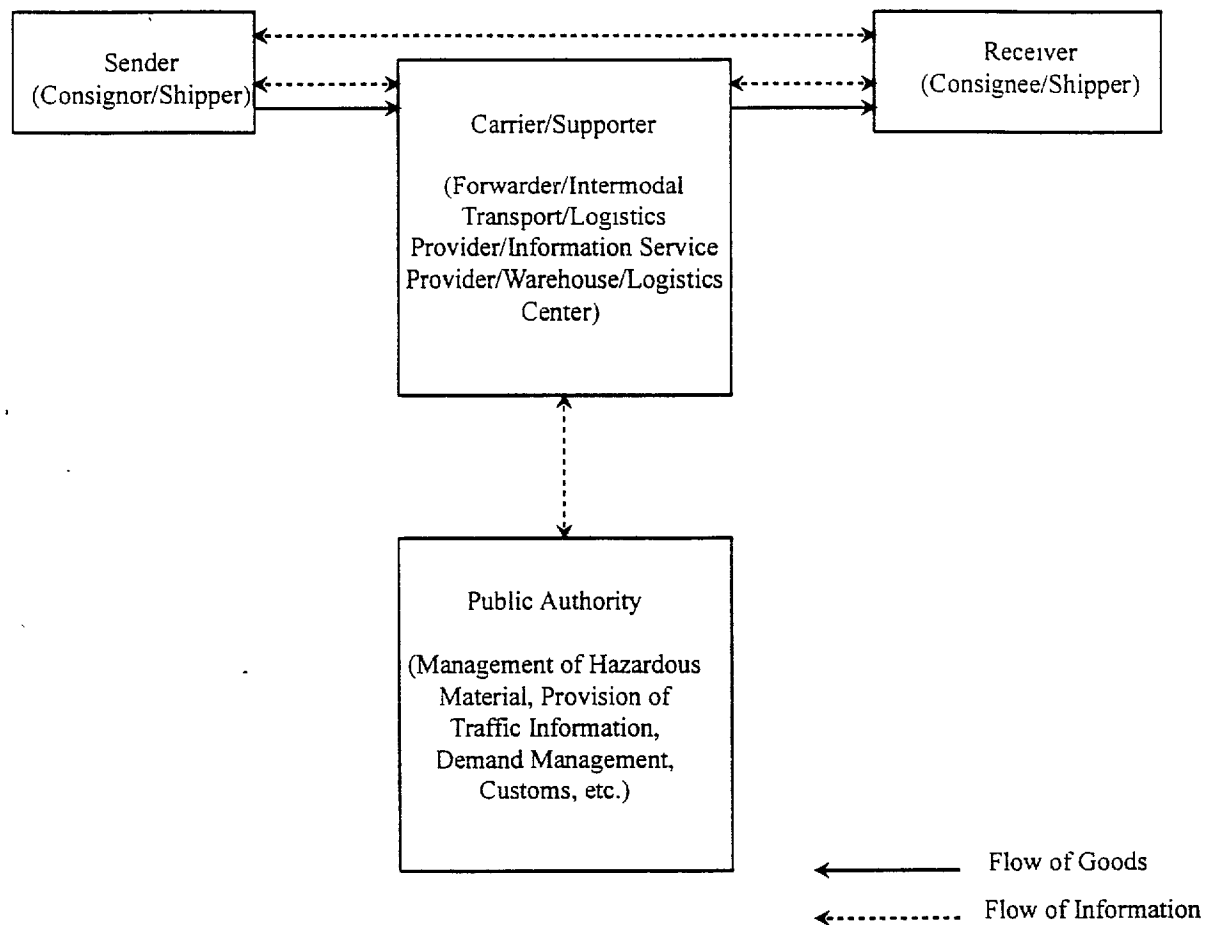 Sender
(Consignor/Shipper)
Receiver
(Consignee/Shipper)
Carrier/Supporter
(Forwarder/Intermodal
Transport/Logistics
Provider/Information Service
Provider/Warehouse/Logistics
Center)
Public Authority
(Management of Hazardous
Material, Provision of
Traffic Information,
Demand Management,
Customs, etc.)
Flow of Goods
Flow of Information